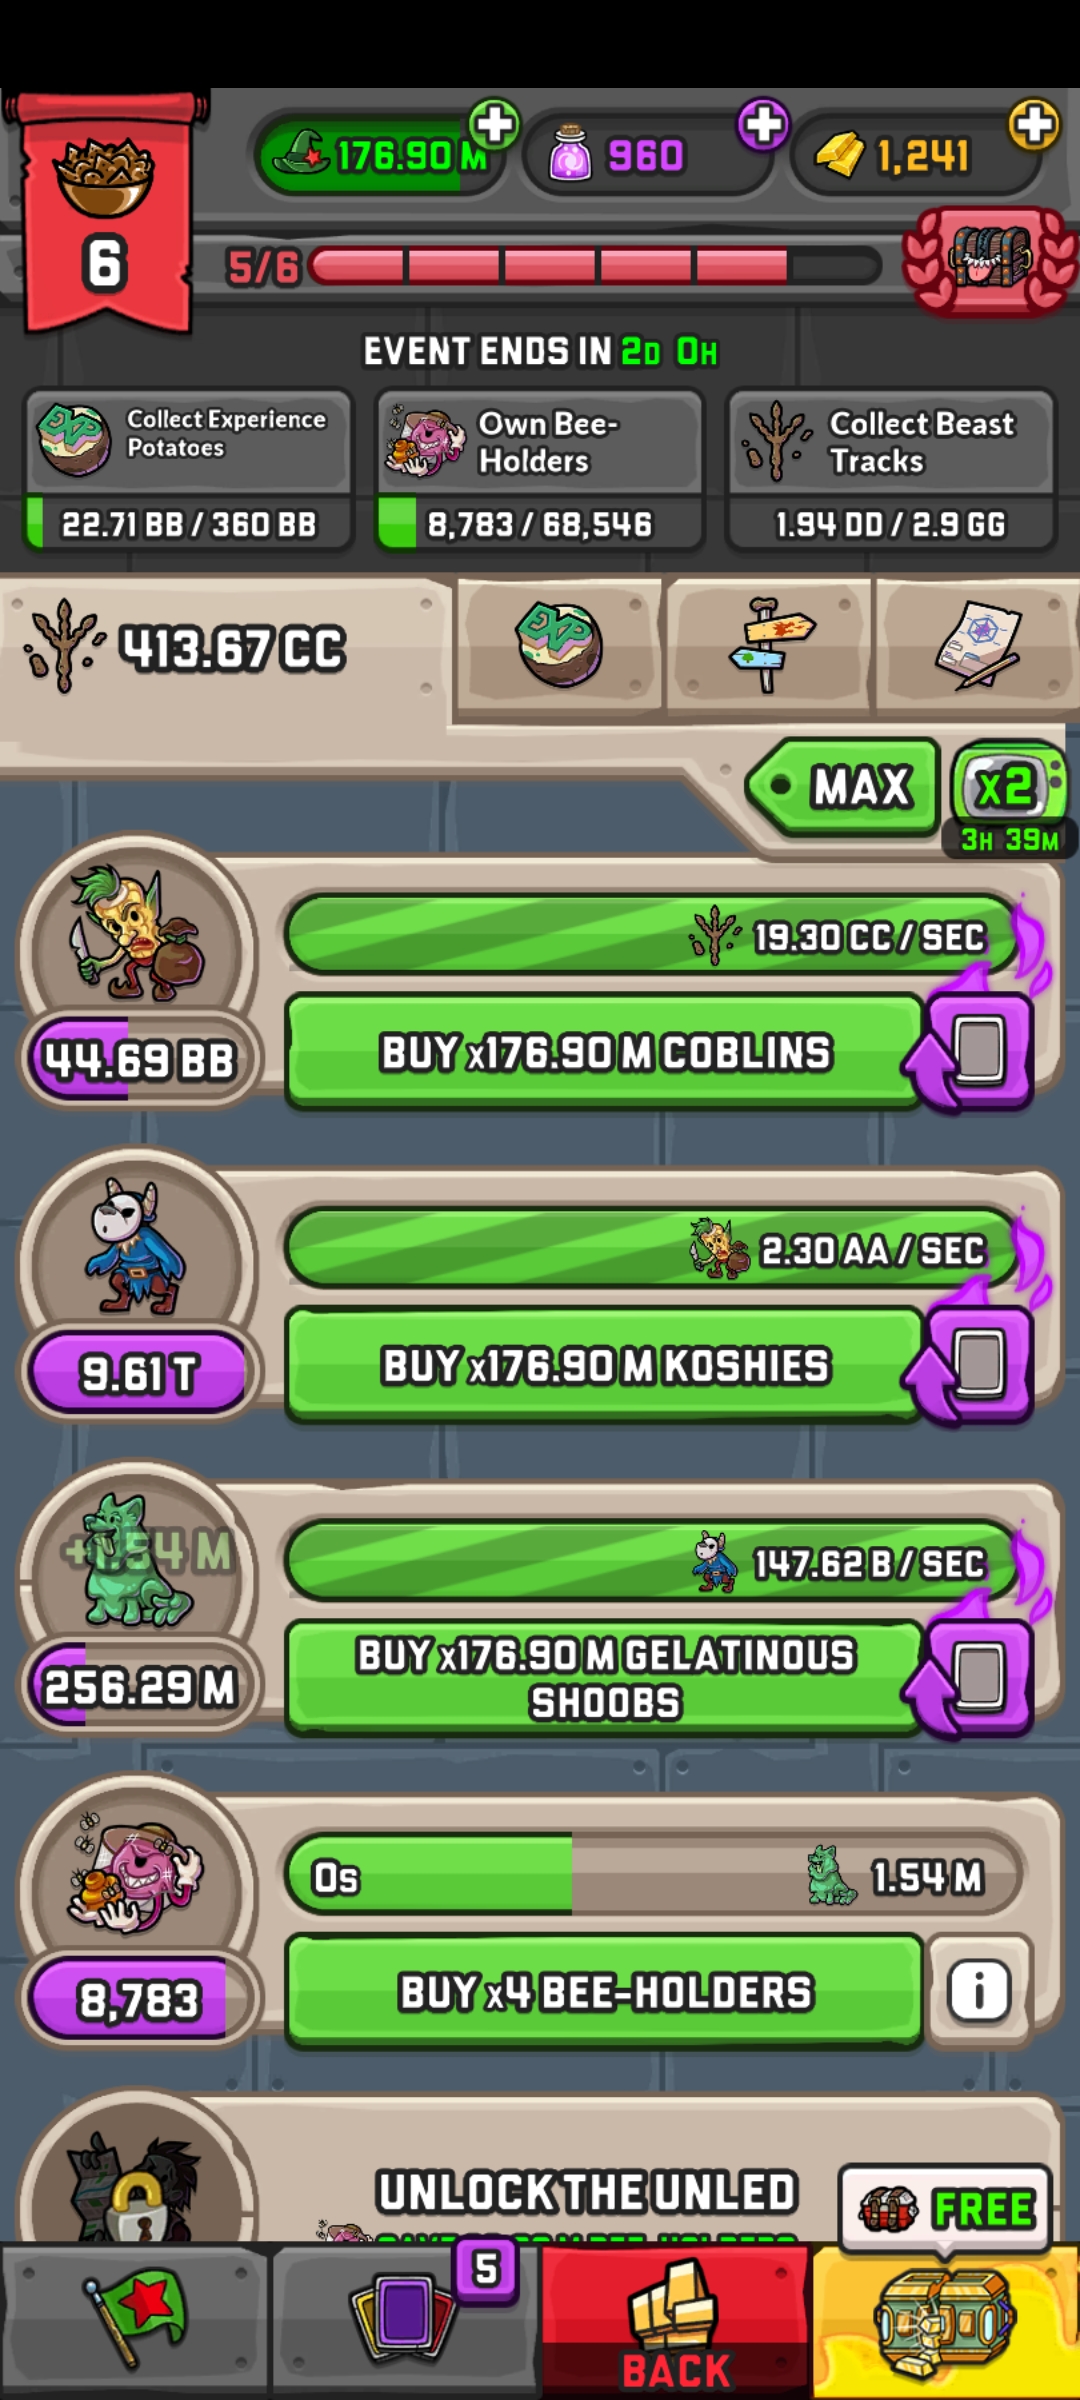 176.90 M
960
1,241
6
5/6
EVENT ENDS IN 2D 0H
Collect Experience
Potatoes
22.71 BB / 360 BB
Own Bee-
Holders
8,783 / 68,546
Collect Beast
Tracks
1.94 DD / 2.9 GG
413.67 CC
EXP
MAX
x2
3H 39M
19.30 CC / SEC
44.69 BB
BUY x176.90 M COBLINS
2.30 AA / SEC
9.61 T
BUY x176.90 M KOSHIES
+1.54 M
147.62 B / SEC
256.29 M
BUY x176.90 M GELATINOUS
SHOOBS
0s
1.54 M
8,783
BUY x4 BEE-HOLDERS
i
UNLOCK THE UNLED
FREE
5
BACK